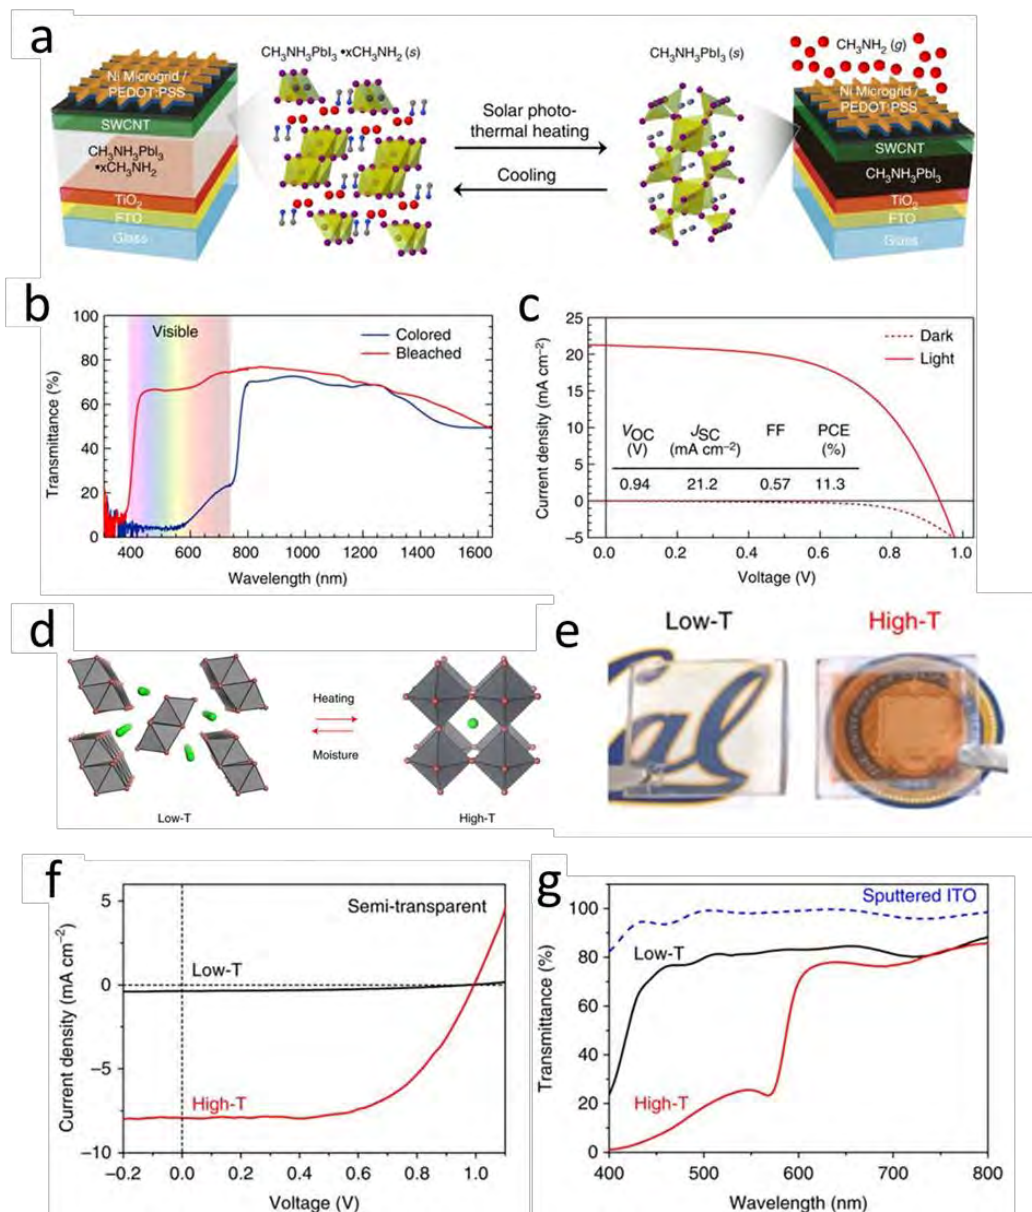 a
CH₃NH₃PbI₃ •xCH₃NH₂ (s)
CH₃NH₃PbI₃ (s)
CH₃NH₂ (g)
Ni Microgrid /
PEDOT:PSS
SWCNT
CH₃NH₃PbI₃
•xCH₃NH₂
TiO₂
FTO
Glass
Solar photo-
thermal heating
Cooling
Ni Microgrid /
PEDOT:PSS
SWCNT
CH₃NH₃PbI₃
TiO₂
FTO
Glass
b
Transmittance (%)
100
80
60
40
20
0
Visible
Colored
Bleached
300
600
800
1000
1200
1400
1600
Wavelength (nm)
c
Current density (mA cm⁻²)
25
20
15
10
5
0
−5
Dark
Light
VOC
(V)
JSC
(mA cm⁻²)
FF
PCE
(%)
0.94
21.2
0.57
11.3
0.0
0.2
0.4
0.6
0.8
1.0
Voltage (V)
d
Heating
Moisture
Low-T
High-T
e
Low-T
High-T
Cal
f
Current density (mA cm⁻²)
5
0
−5
−10
Semi-transparent
Low-T
High-T
−0.2
0.0
0.2
0.4
0.6
0.8
1.0
Voltage (V)
g
Transmittance (%)
100
80
60
40
20
0
Sputtered ITO
Low-T
High-T
400
500
600
700
800
Wavelength (nm)